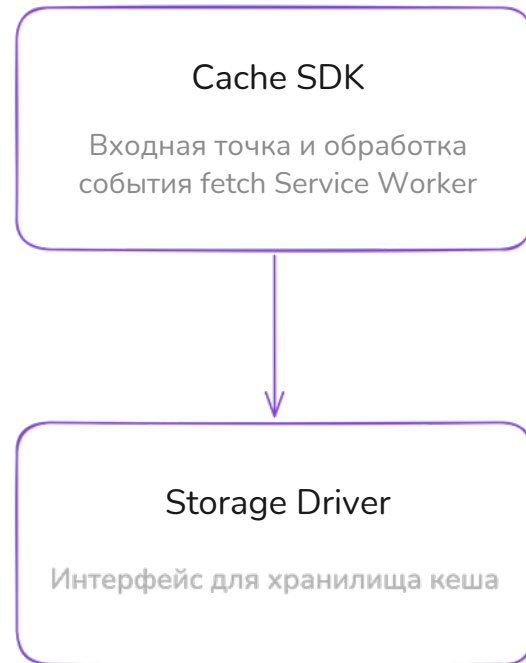 Cache SDK
Входная точка и обработка
события fetch Service Worker
Storage Driver
Интерфейс для хранилища кеша